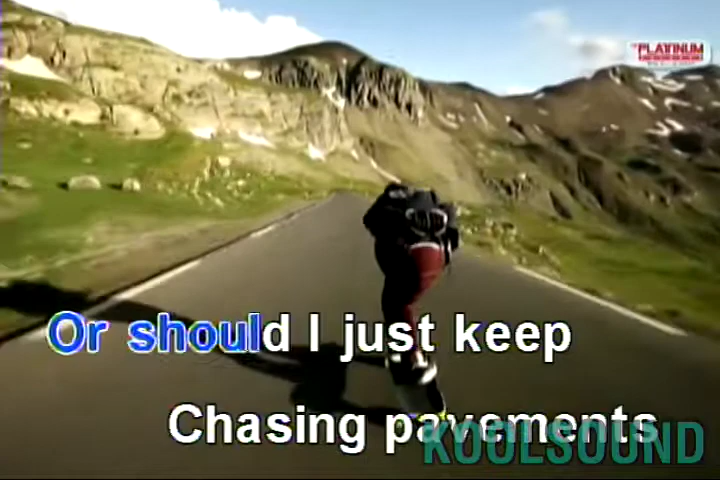 PLATINUM
Or should I just keep
Chasing pavements
KOOLSOUND